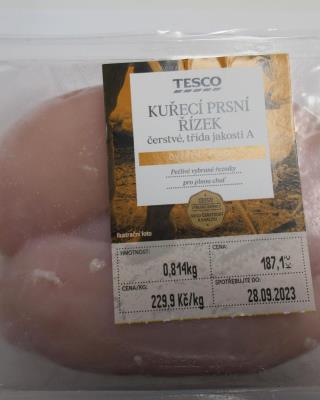 TESCO
KUŘECÍ PRSNÍ
ŘÍZEK
čerstvé, třída jakosti A
Pečlivě vybrané řezníky
pro plnou chuť
Ilustrační foto
HMOTNOST:
0,814kg
CENA:
187,1 Kč
CENA/KG:
229,9 Kč/kg
SPOTŘEBUJTE DO:
28.09.2023